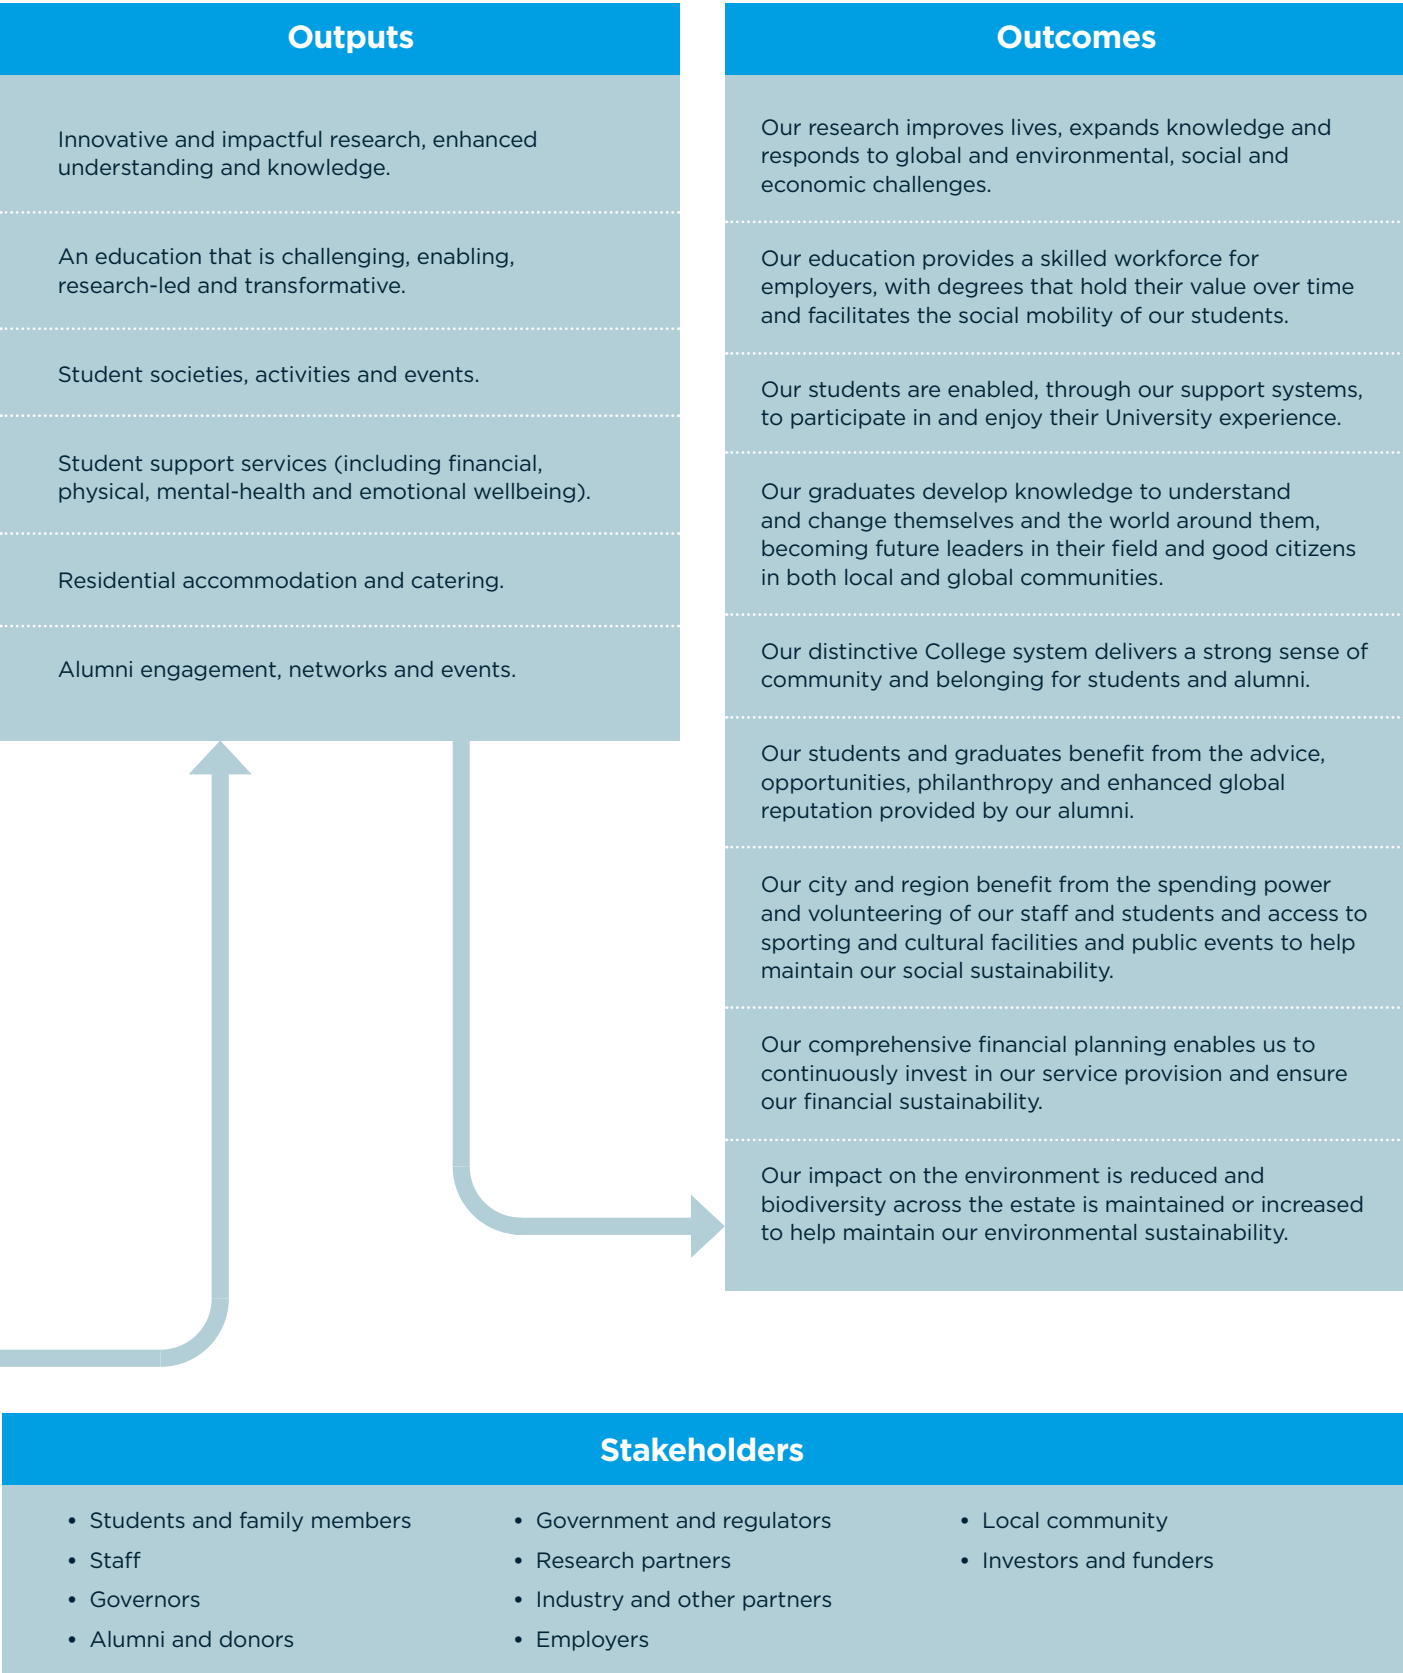 Outputs
Innovative and impactful research, enhanced
understanding and knowledge.
An education that is challenging, enabling,
research-led and transformative.
Student societies, activities and events.
Student support services (including financial,
physical, mental-health and emotional wellbeing).
Residential accommodation and catering.
Alumni engagement, networks and events.
Outcomes
Our research improves lives, expands knowledge and
responds to global and environmental, social and
economic challenges.
Our education provides a skilled workforce for
employers, with degrees that hold their value over time
and facilitates the social mobility of our students.
Our students are enabled, through our support systems,
to participate in and enjoy their University experience.
Our graduates develop knowledge to understand
and change themselves and the world around them,
becoming future leaders in their field and good citizens
in both local and global communities.
Our distinctive College system delivers a strong sense of
community and belonging for students and alumni.
Our students and graduates benefit from the advice,
opportunities, philanthropy and enhanced global
reputation provided by our alumni.
Our city and region benefit from the spending power
and volunteering of our staff and students and access to
sporting and cultural facilities and public events to help
maintain our social sustainability.
Our comprehensive financial planning enables us to
continuously invest in our service provision and ensure
our financial sustainability.
Our impact on the environment is reduced and
biodiversity across the estate is maintained or increased
to help maintain our environmental sustainability.
Stakeholders
• Students and family members
• Staff
• Governors
• Alumni and donors
• Government and regulators
• Research partners
• Industry and other partners
• Employers
• Local community
• Investors and funders